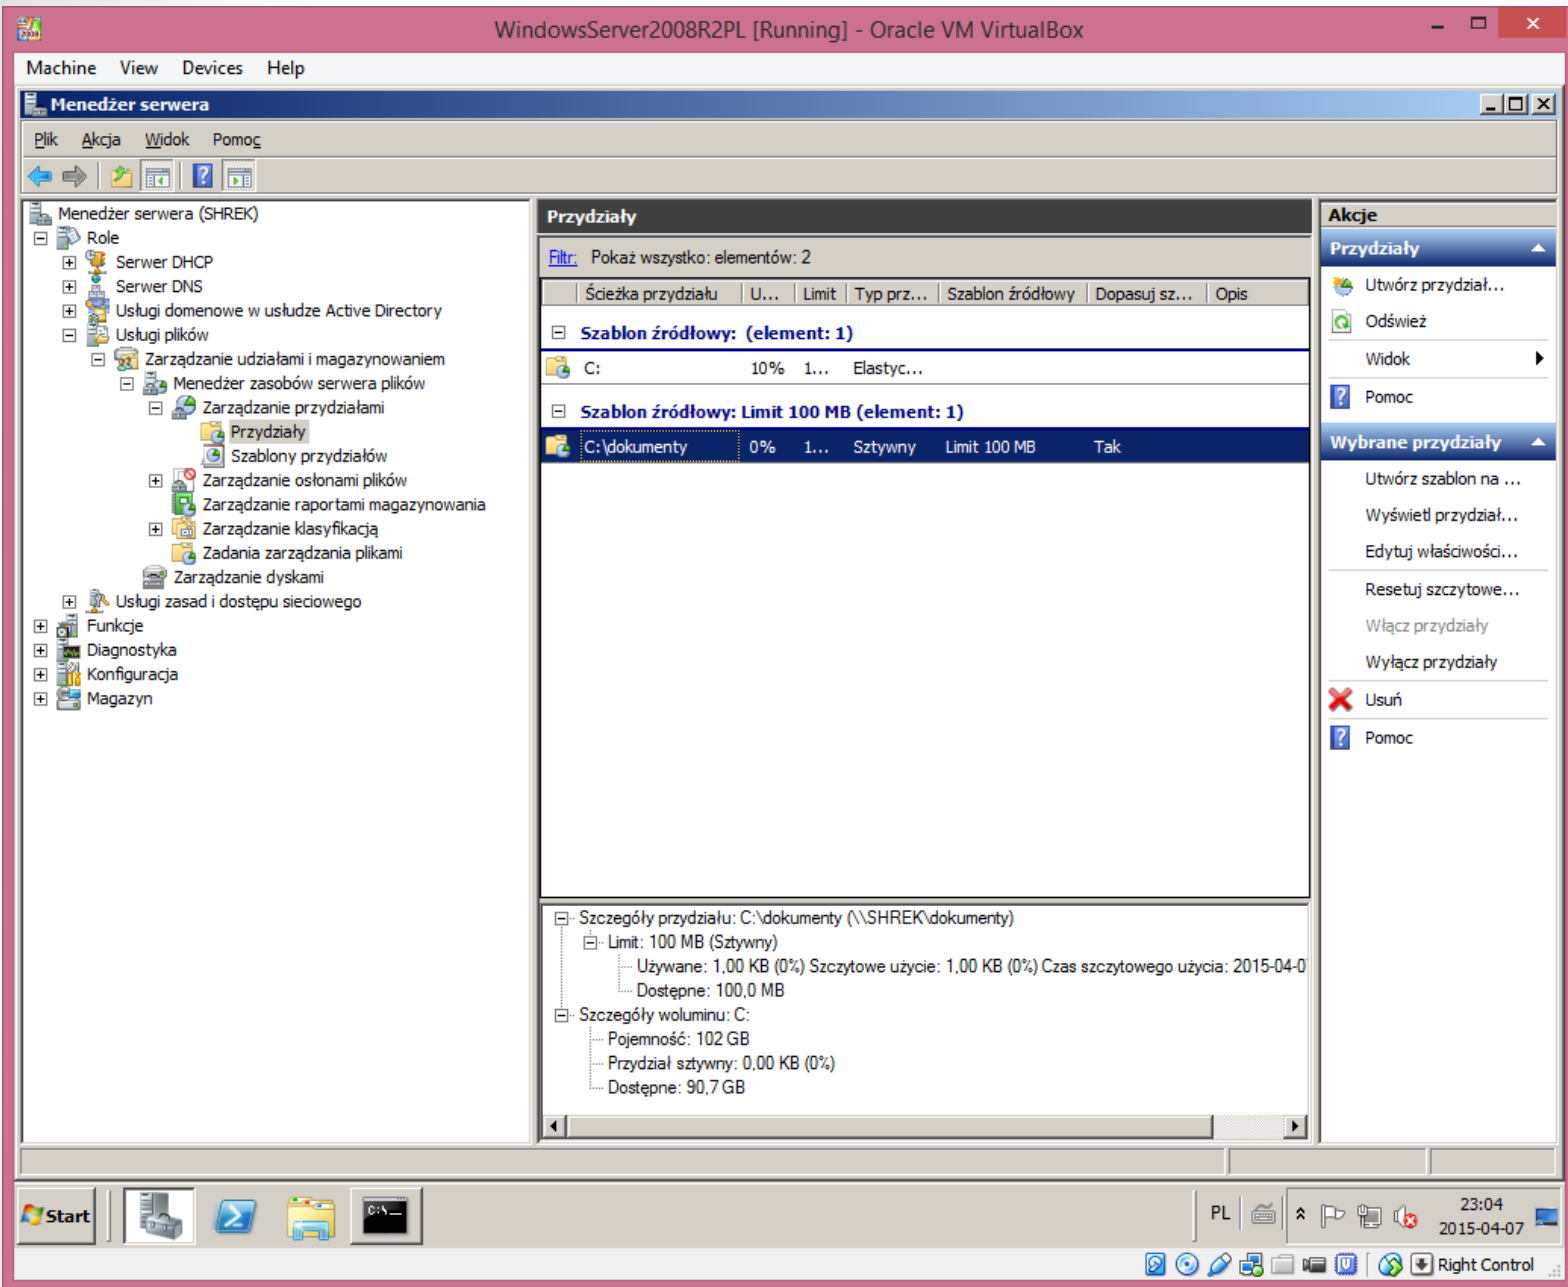 WindowsServer2008R2PL [Running] - Oracle VM VirtualBox
Machine View Devices Help
Menedżer serwera
Plik Akcja Widok Pomoc
Menedżer serwera (SHREK)
Role
Serwer DHCP
Serwer DNS
Usługi domenowe w usłudze Active Directory
Usługi plików
Zarządzanie udziałami i magazynowaniem
Menedżer zasobów serwera plików
Zarządzanie przydziałami
Przydziały
Szablony przydziałów
Zarządzanie osłonami plików
Zarządzanie raportami magazynowania
Zarządzanie klasyfikacją
Zadania zarządzania plikami
Zarządzanie dyskami
Usługi zasad i dostępu sieciowego
Funkcje
Diagnostyka
Konfiguracja
Magazyn
Przydziały
Filtr: Pokaż wszystko: elementów: 2
Ścieżka przydziału U... Limit Typ prz... Szablon źródłowy Dopasuj sz... Opis
Szablon źródłowy: (element: 1)
C: 10% 1... Elastyc...
Szablon źródłowy: Limit 100 MB (element: 1)
C:\dokumenty 0% 1... Sztywny Limit 100 MB Tak
Szczegóły przydziału: C:\dokumenty (\\SHREK\dokumenty)
Limit: 100 MB (Sztywny)
Używane: 1,00 KB (0%) Szczytowe użycie: 1,00 KB (0%) Czas szczytowego użycia: 2015-04-0
Dostępne: 100,0 MB
Szczegóły woluminu: C:
Pojemność: 102 GB
Przydział sztywny: 0,00 KB (0%)
Dostępne: 90,7 GB
Akcje
Przydziały
Utwórz przydział...
Odśwież
Widok
Pomoc
Wybrane przydziały
Utwórz szablon na ...
Wyświetl przydział...
Edytuj właściwości...
Resetuj szczytowe...
Włącz przydziały
Wyłącz przydziały
Usuń
Pomoc
Start
C:\_
PL
23:04
2015-04-07
Right Control